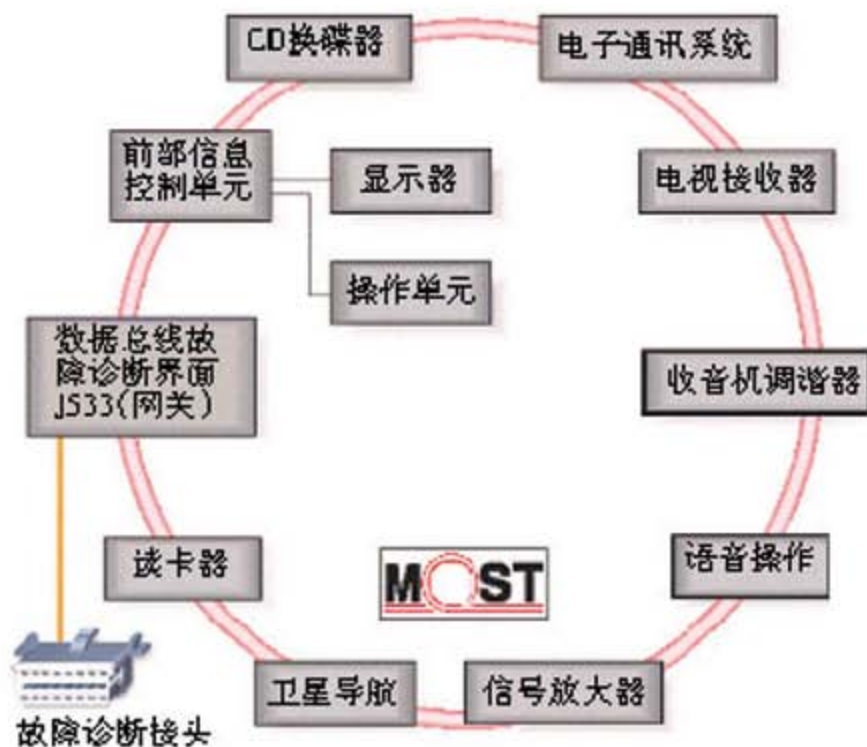 CD换碟器
电子通讯系统
前部信息
控制单元
显示器
电视接收器
操作单元
数据总线故
障诊断界面
J533(网关)
收音机调谐器
读卡器
MOST
语音操作
卫星导航
信号放大器
故障诊断接头